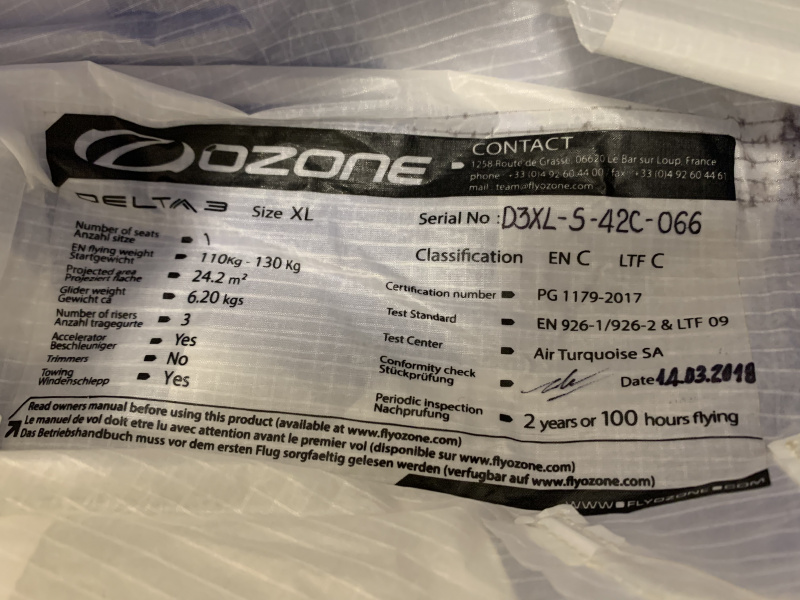 OZONE
CONTACT
1258 Route de Grasse, 06620 Le Bar sur Loup, France
phone +33 (0)4 92 60 44 00 fax +33 (0)4 92 60 44 61
mail: team@flyozone.com
DELTA 3 Size XL
Serial No : D3XL-S-42C-066
Number of seats
Anzahl sitze 1
EN flying weight
Startgewicht 110Kg - 130 Kg
Projected area
Projeziert flache 24.2 m²
Glider weight
Gewicht ca 6.20 kgs
Number of risers
Anzahl tragegurte 3
Accelerator
Beschleuniger Yes
Trimmers No
Towing
Windenschlepp Yes
Classification EN C LTF C
Certification number PG 1179-2017
Test Standard EN 926-1/926-2 & LTF 09
Test Center Air Turquoise SA
Conformity check
Stückprüfung Date 14.03.2018
Periodic inspection
Nachprufung 2 years or 100 hours flying
Read owners manual before using this product (available at www.flyozone.com)
Le manuel de vol doit etre lu avec attention avant le premier vol (disponible sur www.flyozone.com)
Das Betriebshandbuch muss vor dem ersten Flug sorgfaeltig gelesen werden (verfugbar auf www.flyozone.com)
WWW.FLYOZONE.COM